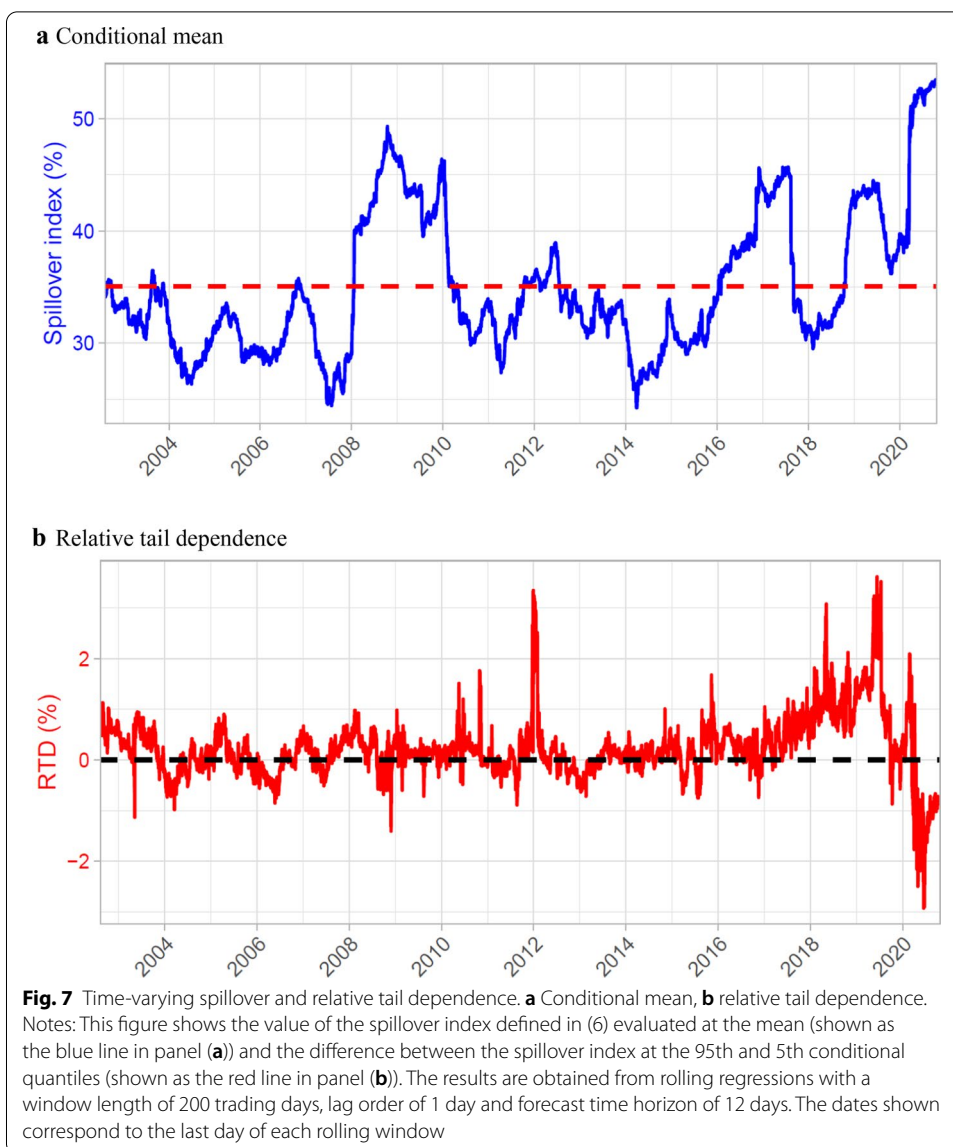 a Conditional mean
Spillover index (%)
50
40
30
2004
2006
2008
2010
2012
2014
2016
2018
2020
b Relative tail dependence
RTD (%)
2
0
−2
2004
2006
2008
2010
2012
2014
2016
2018
2020
Fig. 7 Time-varying spillover and relative tail dependence. a Conditional mean, b relative tail dependence.
Notes: This figure shows the value of the spillover index defined in (6) evaluated at the mean (shown as
the blue line in panel (a)) and the difference between the spillover index at the 95th and 5th conditional
quantiles (shown as the red line in panel (b)). The results are obtained from rolling regressions with a
window length of 200 trading days, lag order of 1 day and forecast time horizon of 12 days. The dates shown
correspond to the last day of each rolling window